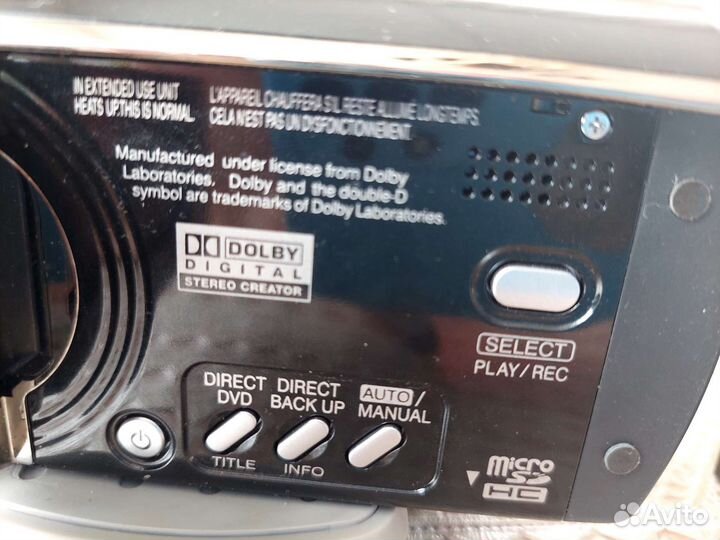 IN EXTENDED USE UNIT
HEATS UP.THIS IS NORMAL.
L'APPAREIL CHAUFFERA S'IL RESTE ALLUMÉ LONGTEMPS.
CELA N'EST PAS UN DISFONCTIONEMENT.
Manufactured under license from Dolby
Laboratories. Dolby and the double-D
symbol are trademarks of Dolby Laboratories.
DOLBY
DIGITAL
STEREO CREATOR
SELECT
PLAY/REC
DIRECT
DVD
TITLE
DIRECT
BACK UP
INFO
AUTO/
MANUAL
micro
SD
HC
Avito